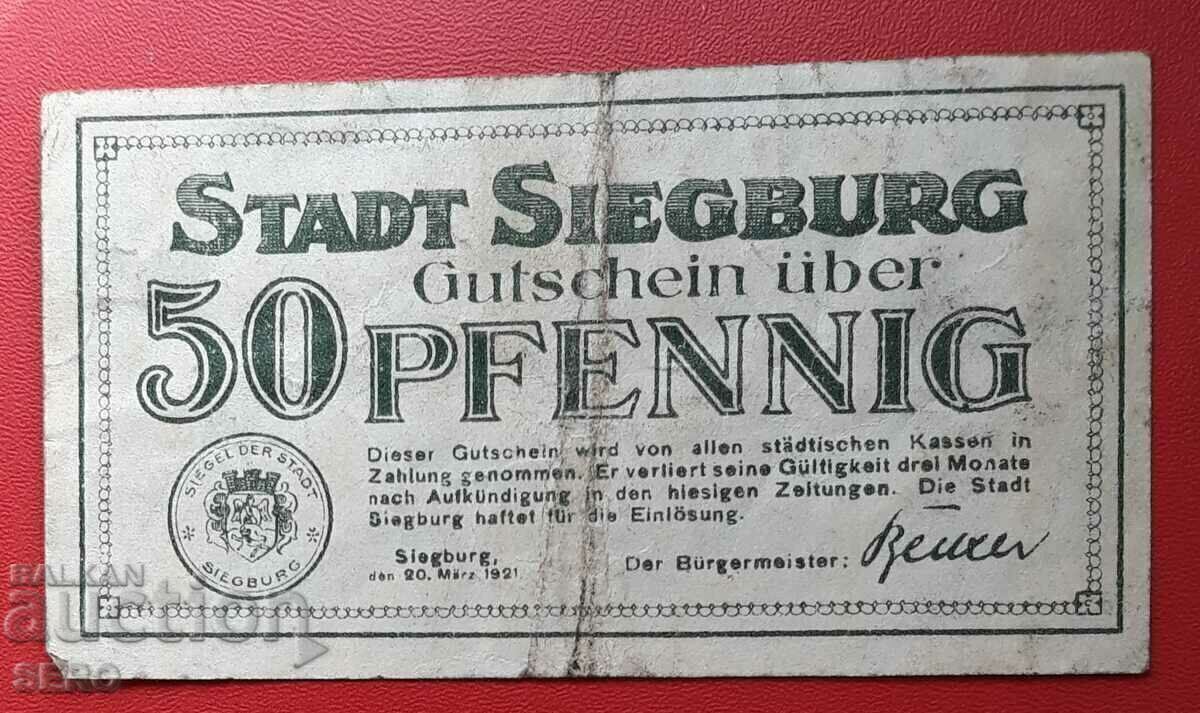 STADT SIEGBURG
Gutschein über
50 PFENNIG
Dieser Gutschein wird von allen städtischen Kassen in
Zahlung genommen. Er verliert seine Gültigkeit drei Monate
nach Aufkündigung in den hiesigen Zeitungen. Die Stadt
Siegburg haftet für die Einlösung.
SIEGEL DER STADT
SIEGBURG
Siegburg,
den 20. März 1921
Der Bürgermeister:
BALKAN
auction
SERO